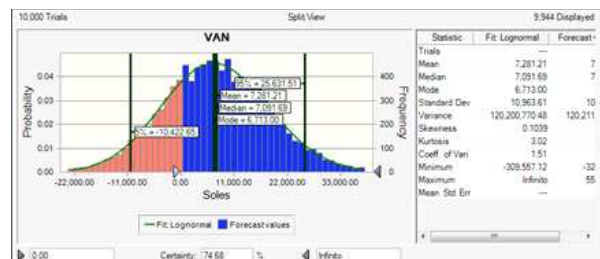 10,000 Trials Split View 9,944 Displayed
VAN
Statistic Fit: Lognormal Forecast
Trials ---
Mean 7,281.21 7
Median 7,091.69 7
Mode 6,713.00
Standard Dev 10,963.61 10
Variance 120,200,770.48 120,211
Skewness 0.1039
Kurtosis 3.02
Coeff. of Vari 1.51
Minimum -309,557.12 -32
Maximum Infinito 55
Mean Std. Err ---
Probability
0.04
0.03
0.02
0.01
0.00
Frequency
400
300
200
100
0
95% = 25,631.51
Mean = 7,281.21
Median = 7,091.69
Mode = 6,713.00
5% = -10,422.65
-22,000.00 -11,000.00 0.00 11,000.00 22,000.00 33,000.00
Soles
Fit: Lognormal Forecast values
0.00 Certainty: 74.68 % Infinito